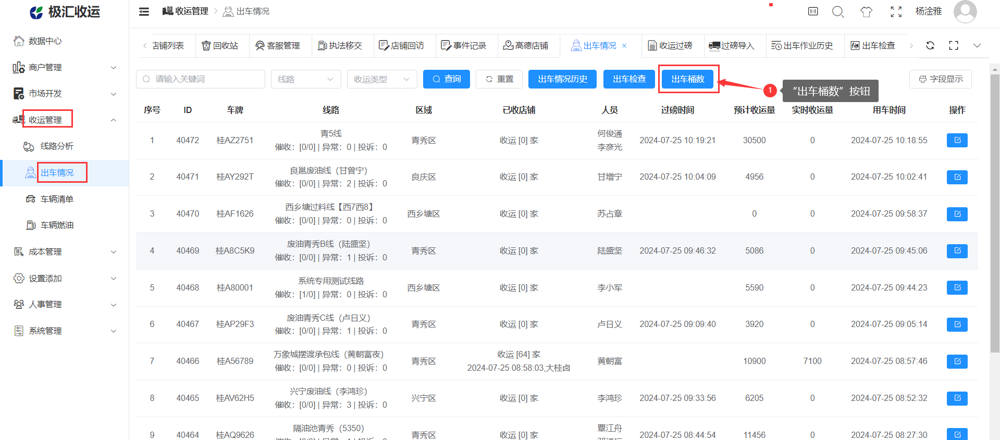 极汇收运
收运管理
出车情况
杨淦雅
数据中心
商户管理
市场开发
收运管理
线路分析
出车情况
车辆清单
车辆燃油
成本管理
设置添加
人事管理
系统管理
店铺列表
回收站
客服管理
执法移交
店铺回访
事件记录
高德店铺
出车情况
收运过磅
过磅导入
出车作业历史
出车检查
请输入关键词
线路
收运类型
查询
重置
出车情况历史
出车检查
出车桶数
1
“出车桶数”按钮
字段显示
序号 ID 车牌 线路 区域 已收店铺 人员 过磅时间 预计收运量 实时收运量 用车时间 操作
青5线 何俊通
1 40472 桂AZ2751 青秀区 收运 [0] 家 2024-07-25 10:19:21 30500 0 2024-07-25 10:18:55
催收：[0/0] | 异常：0 | 投诉：0 李彦光
良邕废油线（甘曾宁）
2 40471 桂AY292T 良庆区 收运 [0] 家 甘增宁 2024-07-25 10:04:09 4956 0 2024-07-25 10:02:41
催收：[0/0] | 异常：2 | 投诉：0
西乡塘过料线【西7西8】
3 40470 桂AF1626 西乡塘区 收运 [0] 家 苏占章 0 0 2024-07-25 09:58:37
催收：[0/0] | 异常：0 | 投诉：0
废油青秀B线（陆盛坚）
4 40469 桂A8C5K9 青秀区 收运 [0] 家 陆盛坚 2024-07-25 09:46:32 5086 0 2024-07-25 09:45:06
催收：[0/0] | 异常：1 | 投诉：0
系统专用测试线路
5 40468 桂A80001 西乡塘区 收运 [0] 家 李小军 5590 0 2024-07-25 09:44:23
催收：[1/0] | 异常：0 | 投诉：0
废油青秀C线（卢日义）
6 40467 桂AP29F3 青秀区 收运 [0] 家 卢日义 2024-07-25 09:09:40 3920 0 2024-07-25 09:05:14
催收：[0/0] | 异常：1 | 投诉：0
万象城摆渡承包线（黄朝富夜） 收运 [64] 家
7 40466 桂A56789 青秀区 黄朝富 10900 7100 2024-07-25 08:57:46
催收：[0/0] | 异常：0 | 投诉：0 2024-07-25 08:58:03,大桂卤
兴宁废油线（李鸿珍）
8 40465 桂AV62H5 兴宁区 收运 [0] 家 李鸿珍 2024-07-25 09:33:56 6205 0 2024-07-25 08:52:32
催收：[0/0] | 异常：3 | 投诉：0
隔油池青秀（5350） 覃江舟
9 40464 桂AQ9626 青秀区 收运 [0] 家 2024-07-25 08:44:54 11456 0 2024-07-25 08:27:30